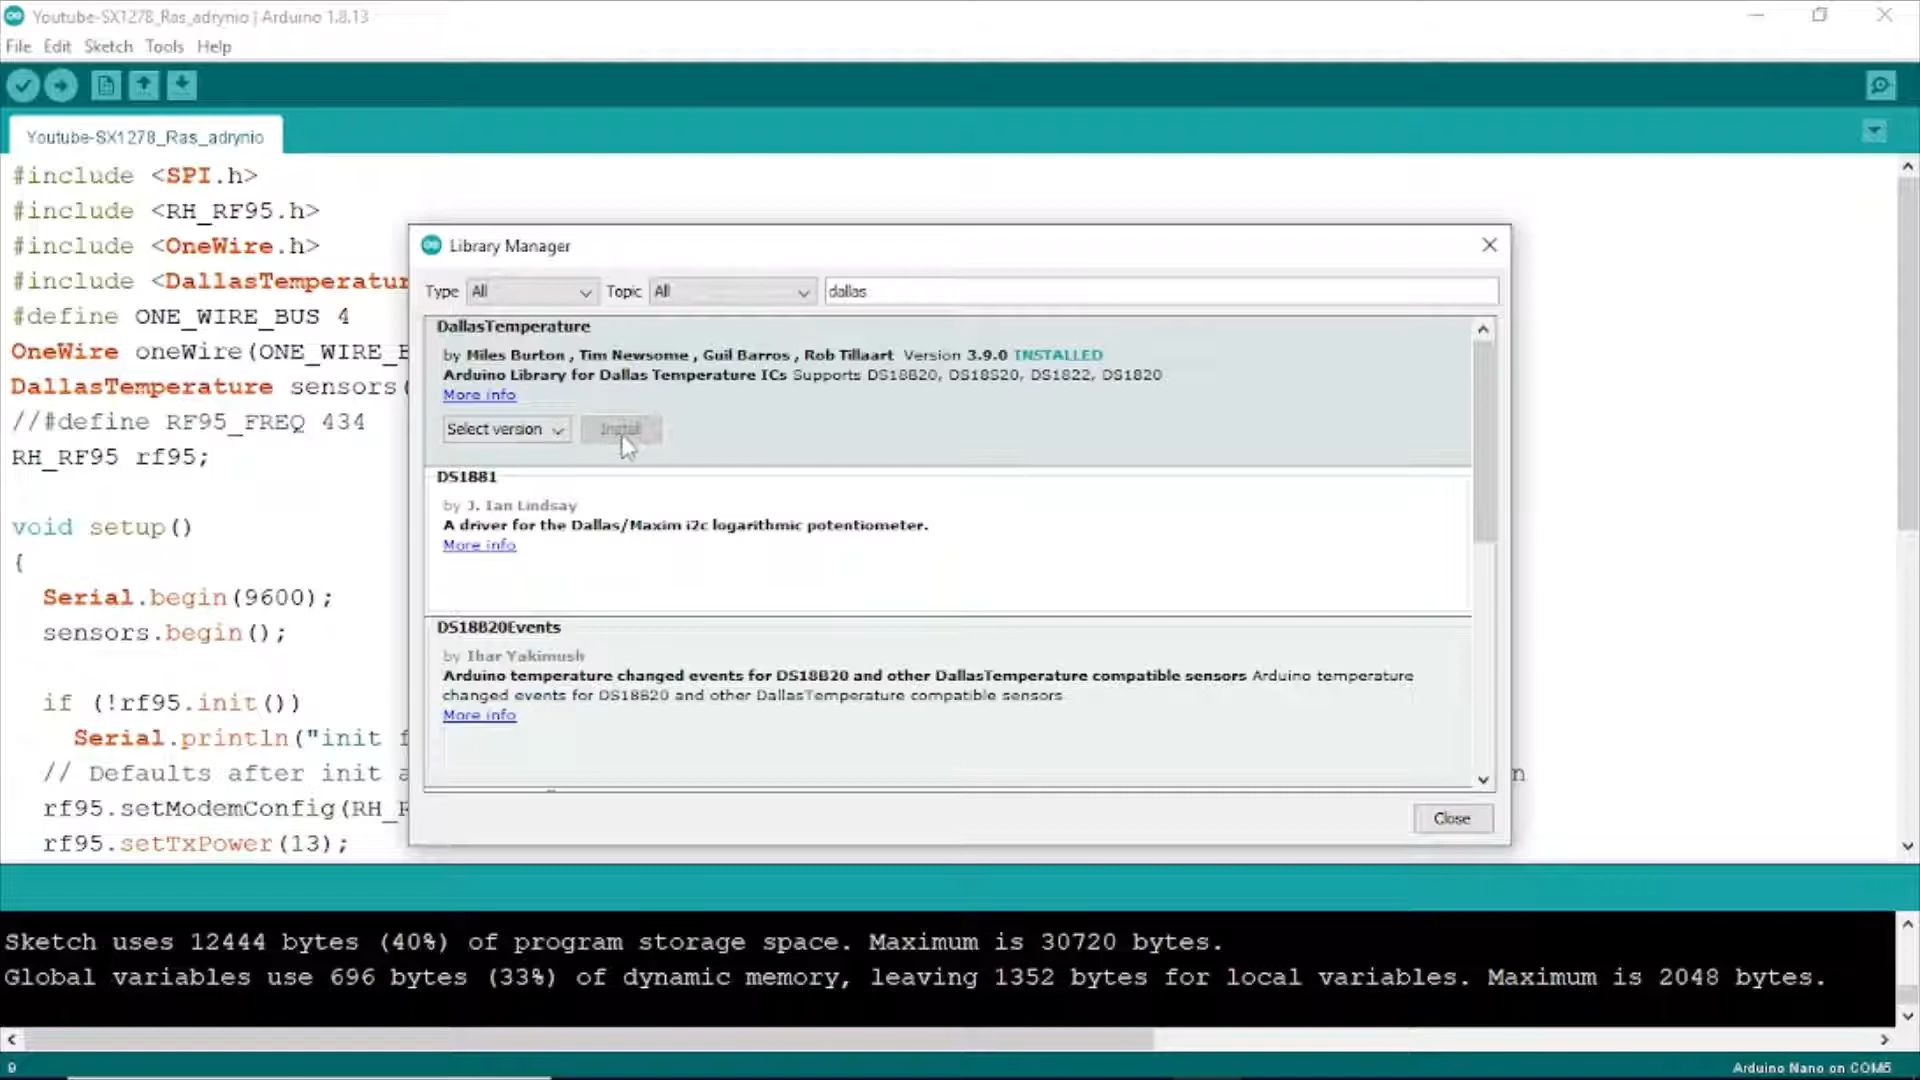 Youtube-SX1278_Ras_adrynio | Arduino 1.8.13
File Edit Sketch Tools Help
Youtube-SX1278_Ras_adrynio
#include <SPI.h>
#include <RH_RF95.h>
#include <OneWire.h>
#include <DallasTemperatur
#define ONE_WIRE_BUS 4
OneWire oneWire(ONE_WIRE_B
DallasTemperature sensors(
//#define RF95_FREQ 434
RH_RF95 rf95;
void setup()
{
Serial.begin(9600);
sensors.begin();
if (!rf95.init())
Serial.println("init f
// Defaults after init a
n
rf95.setModemConfig(RH_R
rf95.setTxPower(13);
Library Manager
Type All Topic All dallas
DallasTemperature
by Miles Burton , Tim Newsome , Guil Barros , Rob Tillaart Version 3.9.0 INSTALLED
Arduino Library for Dallas Temperature ICs Supports DS18B20, DS18S20, DS1822, DS1820
More info
Select version Install
DS1881
by J. Ian Lindsay
A driver for the Dallas/Maxim i2c logarithmic potentiometer.
More info
DS18B20Events
by Ihar Yakimush
Arduino temperature changed events for DS18B20 and other DallasTemperature compatible sensors Arduino temperature
changed events for DS18B20 and other DallasTemperature compatible sensors
More info
Close
Sketch uses 12444 bytes (40%) of program storage space. Maximum is 30720 bytes.
Global variables use 696 bytes (33%) of dynamic memory, leaving 1352 bytes for local variables. Maximum is 2048 bytes.
9 Arduino Nano on COM5